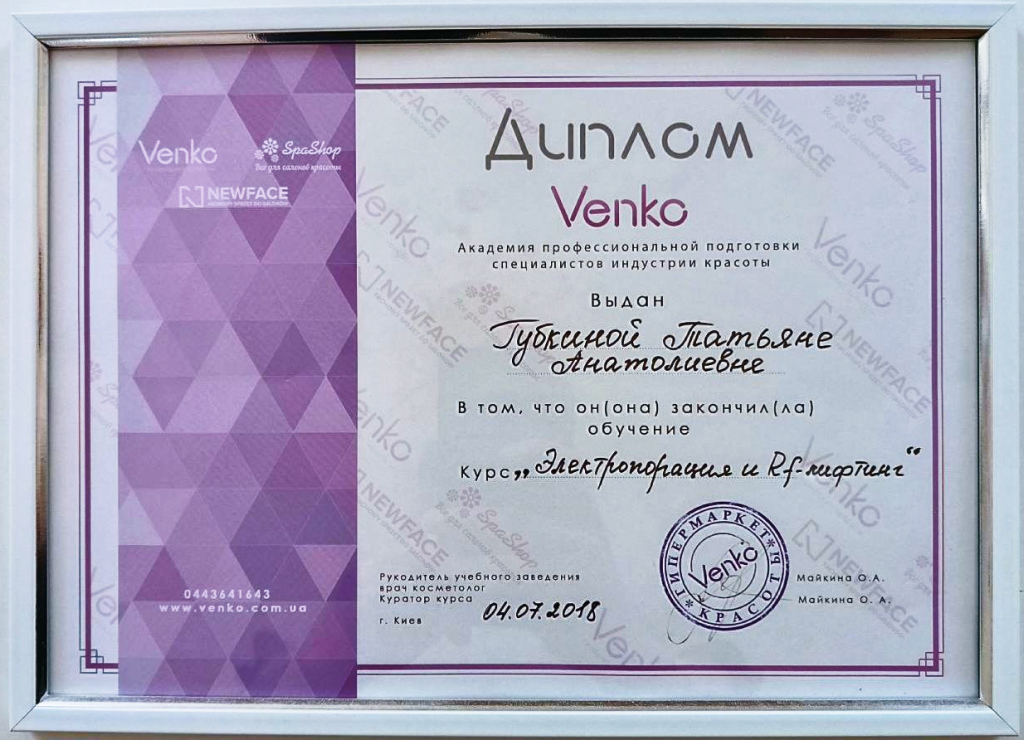 Venko
SpaShop
Всё для салонов красоты
NEWFACE
0443641643
www.venko.com.ua
Диплом
Venko
Академия профессиональной подготовки
специалистов индустрии красоты
Выдан
Губкиной Татьяне
Анатолиевне
В том, что он(она) закончил(ла)
обучение
Курс „Электропорация и Rf-лифтинг“
Рукодитель учебного заведения
врач косметолог
Куратор курса
г. Киев
04.07.2018
ГИПЕРМАРКЕТ КРАСОТЫ
Venko
Майкина О.А.
Майкина О. А.